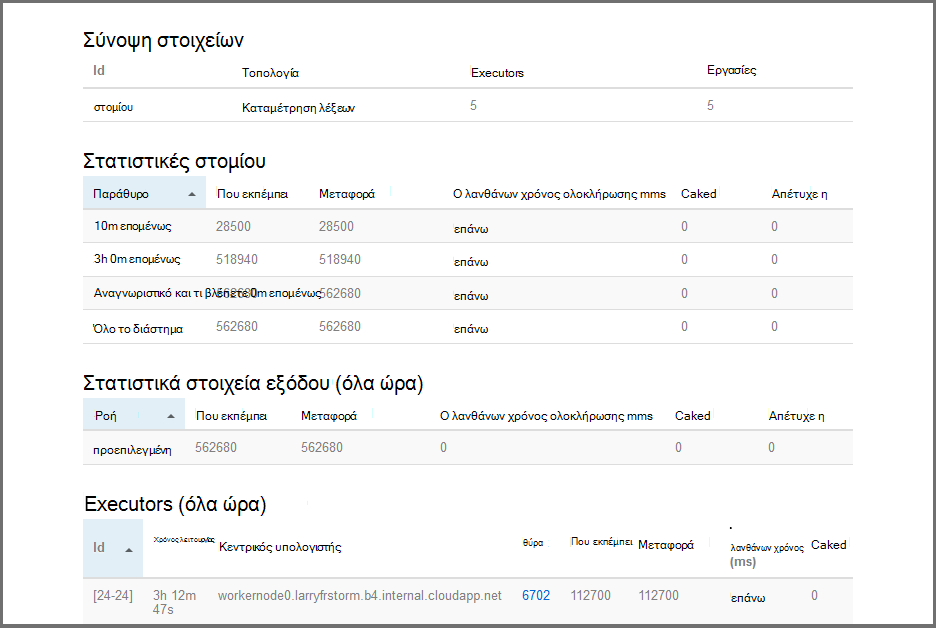 Σύνοψη στοιχείων
Id Τοπολογία Executors Εργασίες
στομίου Καταμέτρηση λέξεων 5 5
Στατιστικές στομίου
Παράθυρο Που εκπέμπει Μεταφορά Ο λανθάνων χρόνος ολοκλήρωσης mms Caked Απέτυχε η
10m επομένως 28500 28500 επάνω 0 0
3h 0m επομένως 518940 518940 επάνω 0 0
Αναγνωριστικό και τι βλέπετε 0m επομένως 562680 επάνω 0 0
Όλο το διάστημα 562680 562680 επάνω 0 0
Στατιστικά στοιχεία εξόδου (όλα ώρα)
Ροή Που εκπέμπει Μεταφορά Ο λανθάνων χρόνος ολοκλήρωσης mms Caked Απέτυχε η
προεπιλεγμένη 562680 562680 0 0 0
Executors (όλα ώρα)
Id Χρόνος λειτουργίας Κεντρικός υπολογιστής θύρα Που εκπέμπει Μεταφορά λανθάνων χρόνος Caked
(ms)
[24-24] 3h 12m workernode0.larryfrstorm.b4.internal.cloudapp.net 6702 112700 112700 επάνω 0
47s